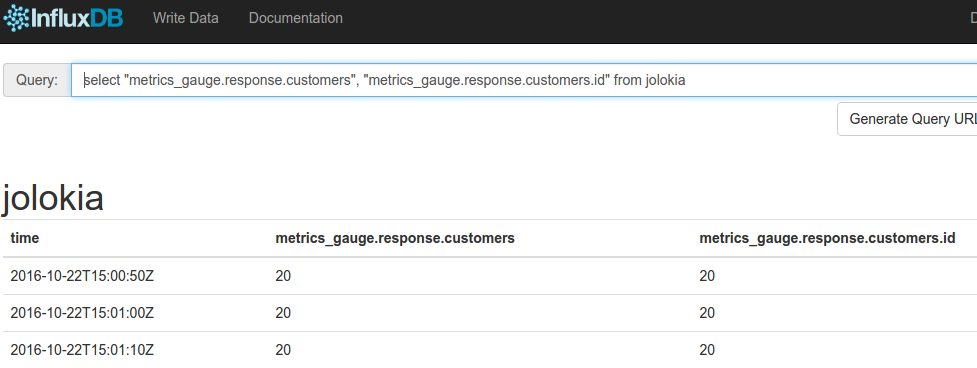 InfluxDB Write Data Documentation D
Query: select "metrics_gauge.response.customers", "metrics_gauge.response.customers.id" from jolokia
Generate Query URL
jolokia
time metrics_gauge.response.customers metrics_gauge.response.customers.id
2016-10-22T15:00:50Z 20 20
2016-10-22T15:01:00Z 20 20
2016-10-22T15:01:10Z 20 20